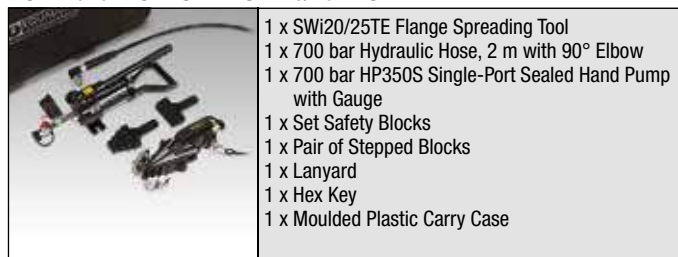 1 x SWi20/25TE Flange Spreading Tool
1 x 700 bar Hydraulic Hose, 2 m with 90° Elbow
1 x 700 bar HP350S Single-Port Sealed Hand Pump
with Gauge
1 x Set Safety Blocks
1 x Pair of Stepped Blocks
1 x Lanyard
1 x Hex Key
1 x Moulded Plastic Carry Case